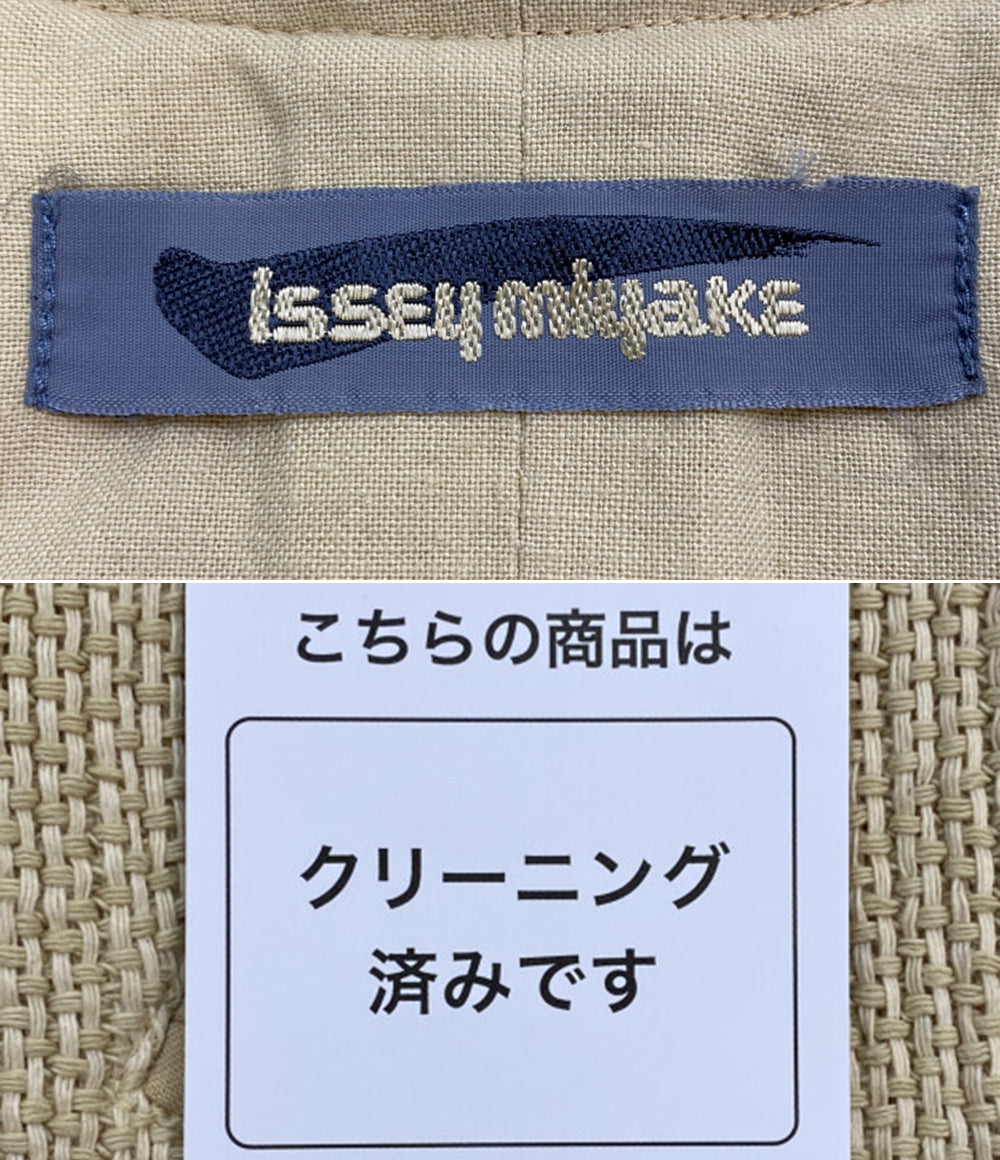 issey miyake
こちらの商品は
クリーニング
済みです